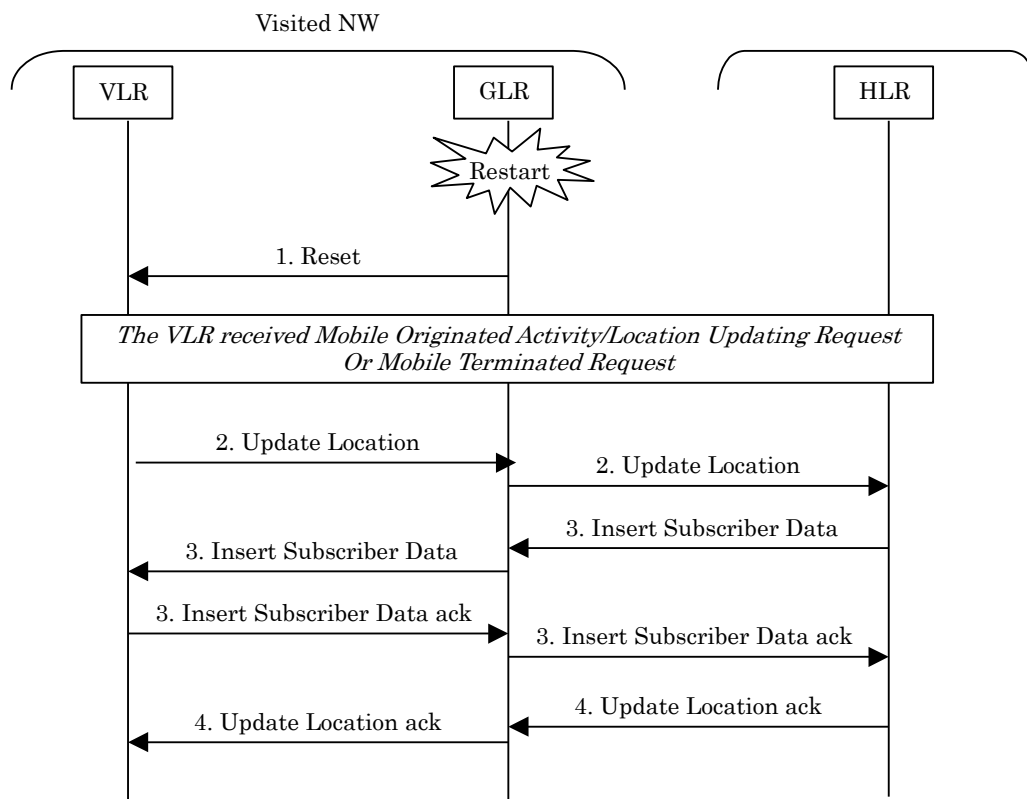 Visited NW
VLR
GLR
HLR
Restart
1. Reset
The VLR received Mobile Originated Activity/Location Updating Request
Or Mobile Terminated Request
2. Update Location
2. Update Location
3. Insert Subscriber Data
3. Insert Subscriber Data
3. Insert Subscriber Data ack
3. Insert Subscriber Data ack
4. Update Location ack
4. Update Location ack